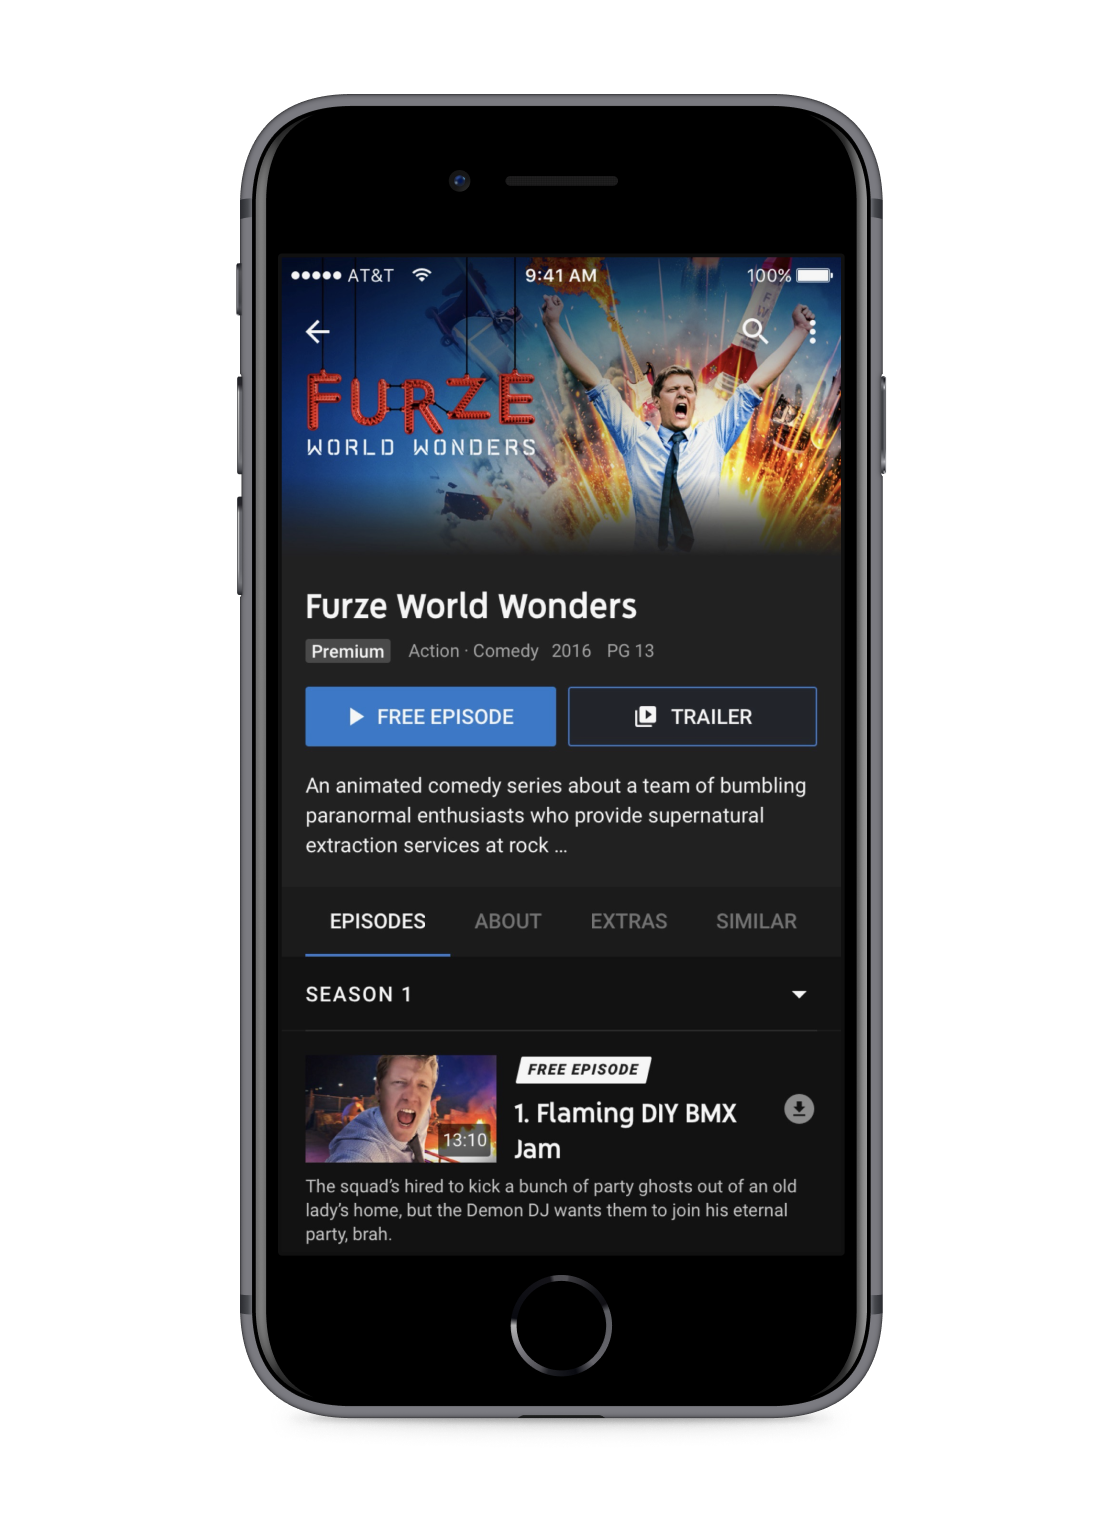 AT&T 9:41 AM 100%
FURZE
WORLD WONDERS
Furze World Wonders
Premium Action · Comedy 2016 PG 13
FREE EPISODE TRAILER
An animated comedy series about a team of bumbling
paranormal enthusiasts who provide supernatural
extraction services at rock ...
EPISODES ABOUT EXTRAS SIMILAR
SEASON 1
FREE EPISODE
1. Flaming DIY BMX
Jam
13:10
The squad’s hired to kick a bunch of party ghosts out of an old
lady’s home, but the Demon DJ wants them to join his eternal
party, brah.